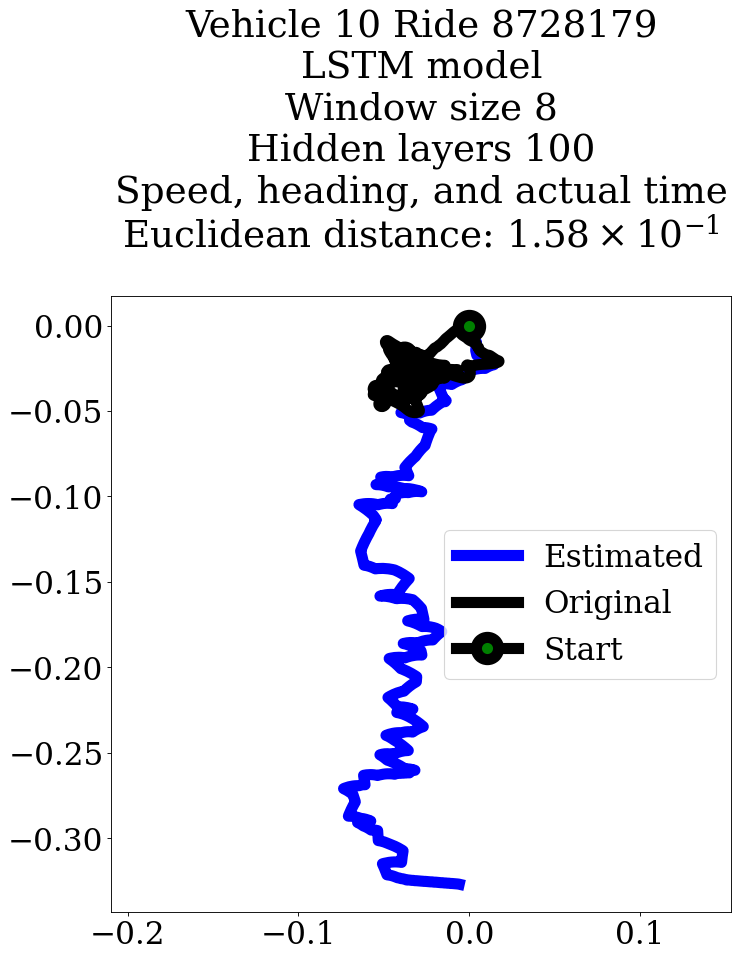 Vehicle 10 Ride 8728179
LSTM model
Window size 8
Hidden layers 100
Speed, heading, and actual time
Euclidean distance: 1.58 × 10⁻¹
0.00
−0.05
−0.10
−0.15
−0.20
−0.25
−0.30
Estimated
Original
Start
−0.2
−0.1
0.0
0.1